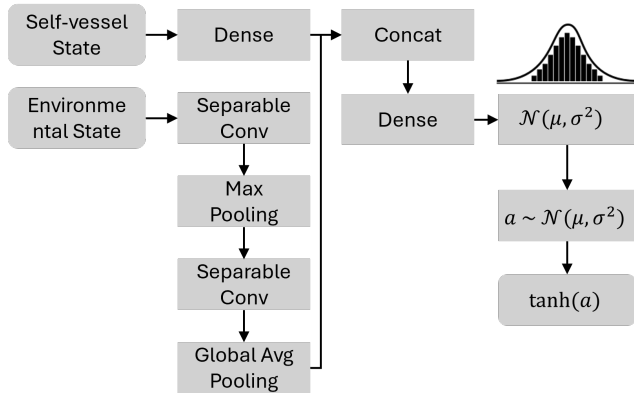 Self-vessel
State
Dense
Concat
Environme
ntal State
Separable
Conv
Dense
𝒩(μ, σ²)
Max
Pooling
a ~ 𝒩(μ, σ²)
Separable
Conv
tanh(a)
Global Avg
Pooling